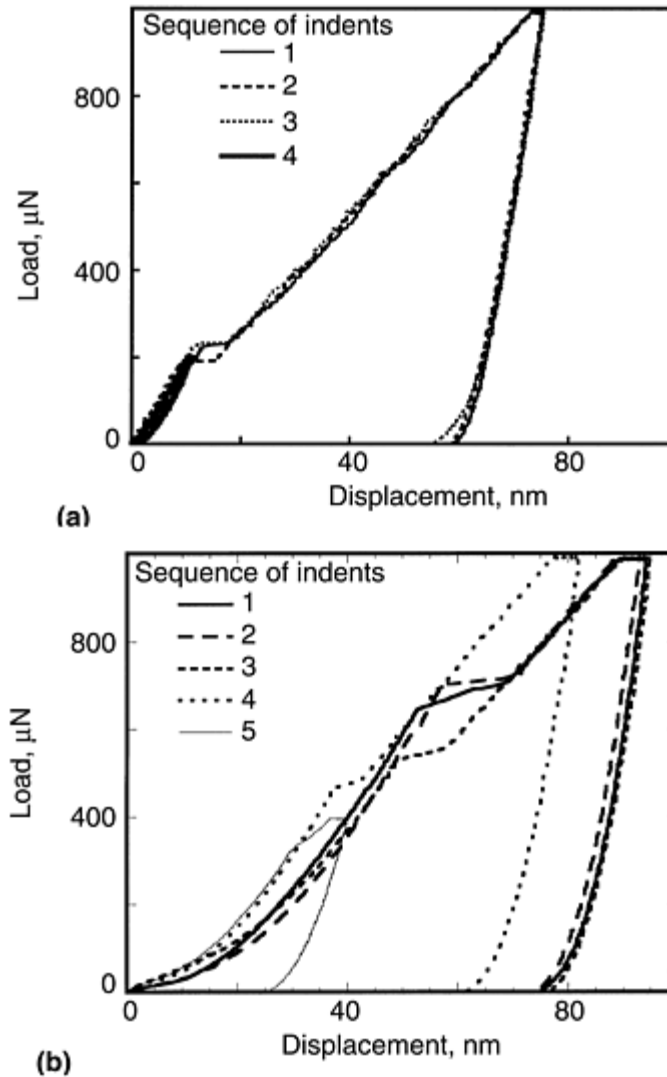 Sequence of indents
1
2
3
4
800
400
0
Load, μN
0
40
80
Displacement, nm
(a)
Sequence of indents
1
2
3
4
5
800
400
0
Load, μN
0
40
80
Displacement, nm
(b)